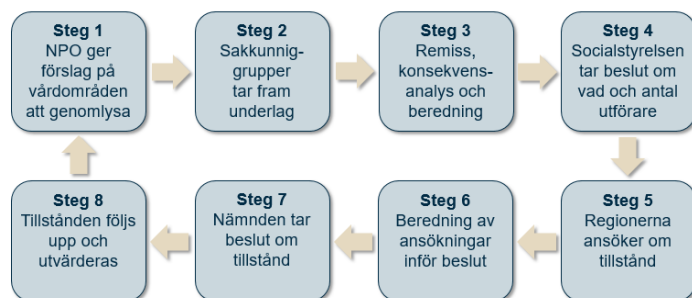 Steg 1
NPO ger
förslag på
vårdområden
att genomlysa
Steg 2
Sakkunnig-
grupper
tar fram
underlag
Steg 3
Remiss,
konsekvens-
analys och
beredning
Steg 4
Socialstyrelsen
tar beslut om
vad och antal
utförare
Steg 5
Regionerna
ansöker om
tillstånd
Steg 6
Beredning av
ansökningar
inför beslut
Steg 7
Nämnden tar
beslut om
tillstånd
Steg 8
Tillstånden följs
upp och
utvärderas